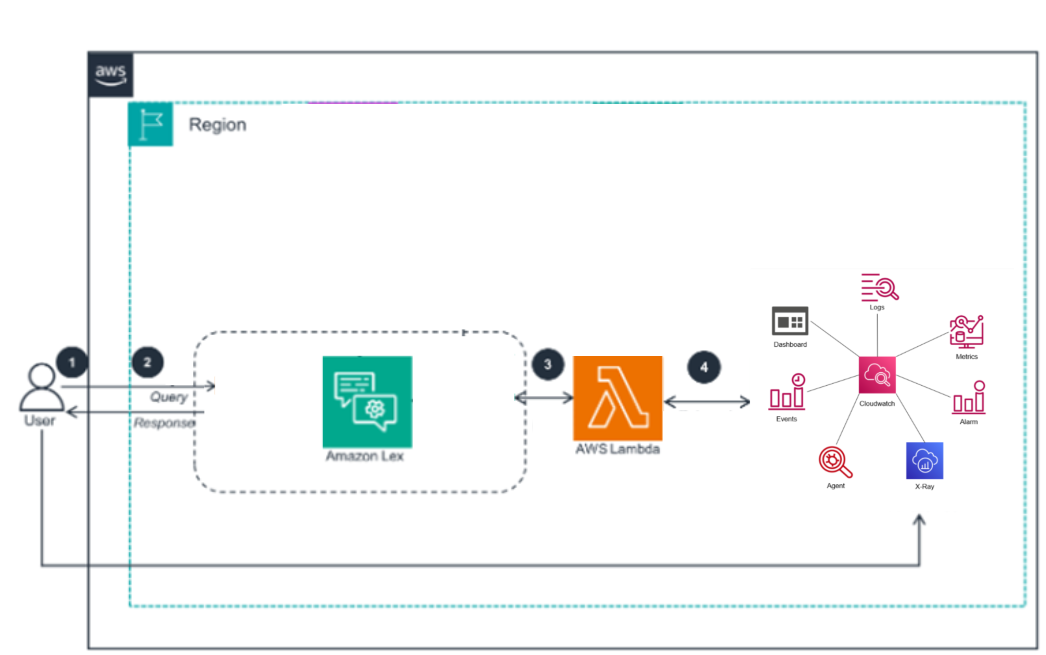 aws
Region
1
2
3
4
Query
Response
User
Amazon Lex
AWS Lambda
Logs
Dashboard
Metrics
Cloudwatch
Events
Alarm
Agent
X-Ray